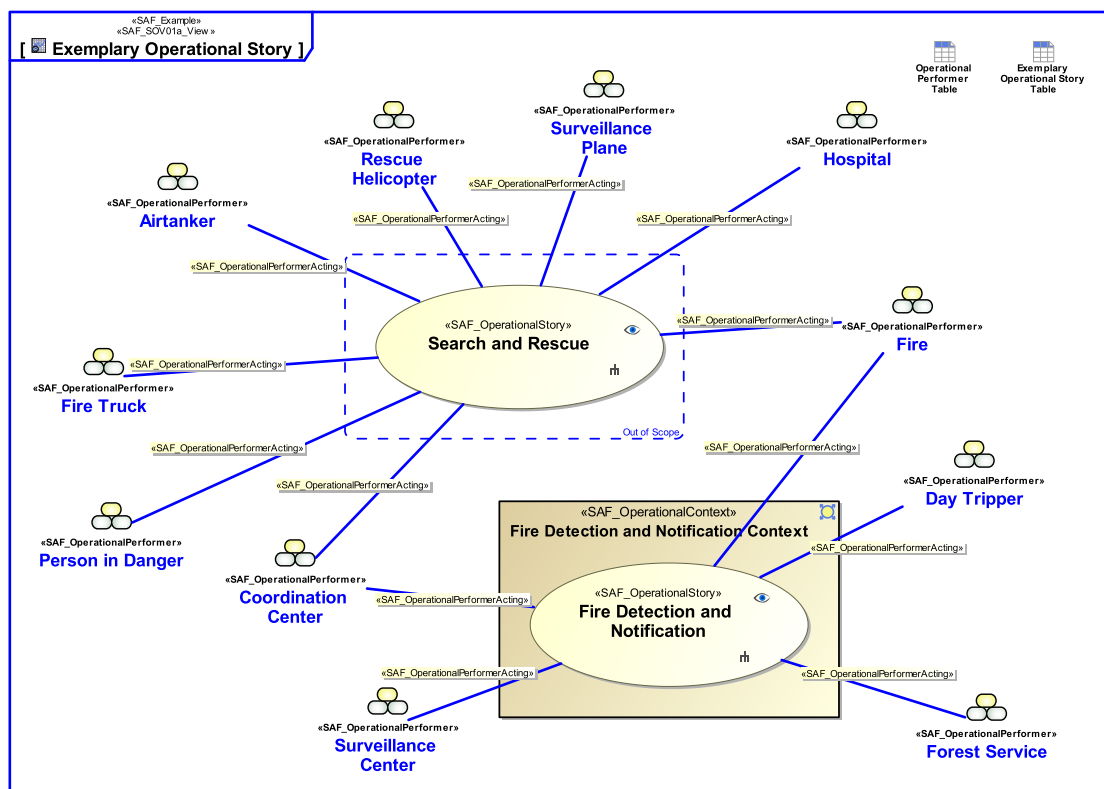 «SAF_Example»
«SAF_SOV01a_View»
[ Exemplary Operational Story ]
Operational
Performer
Table
Exemplary
Operational Story
Table
«SAF_OperationalPerformer»
Surveillance
Plane
«SAF_OperationalPerformer»
Rescue
Helicopter
«SAF_OperationalPerformer»
Hospital
«SAF_OperationalPerformer»
Airtanker
«SAF_OperationalPerformerActing»
«SAF_OperationalPerformerActing»
«SAF_OperationalPerformerActing»
«SAF_OperationalPerformerActing»
«SAF_OperationalStory»
Search and Rescue
Out of Scope
«SAF_OperationalPerformerActing»
«SAF_OperationalPerformer»
Fire
«SAF_OperationalPerformerActing»
«SAF_OperationalPerformer»
Fire Truck
«SAF_OperationalPerformerActing»
«SAF_OperationalPerformerActing»
«SAF_OperationalPerformerActing»
«SAF_OperationalPerformer»
Day Tripper
«SAF_OperationalPerformer»
Person in Danger
«SAF_OperationalContext»
Fire Detection and Notification Context
«SAF_OperationalPerformerActing»
«SAF_OperationalPerformer»
Coordination
Center
«SAF_OperationalPerformerActing»
«SAF_OperationalStory»
Fire Detection and
Notification
«SAF_OperationalPerformerActing»
«SAF_OperationalPerformerActing»
«SAF_OperationalPerformer»
Surveillance
Center
«SAF_OperationalPerformer»
Forest Service